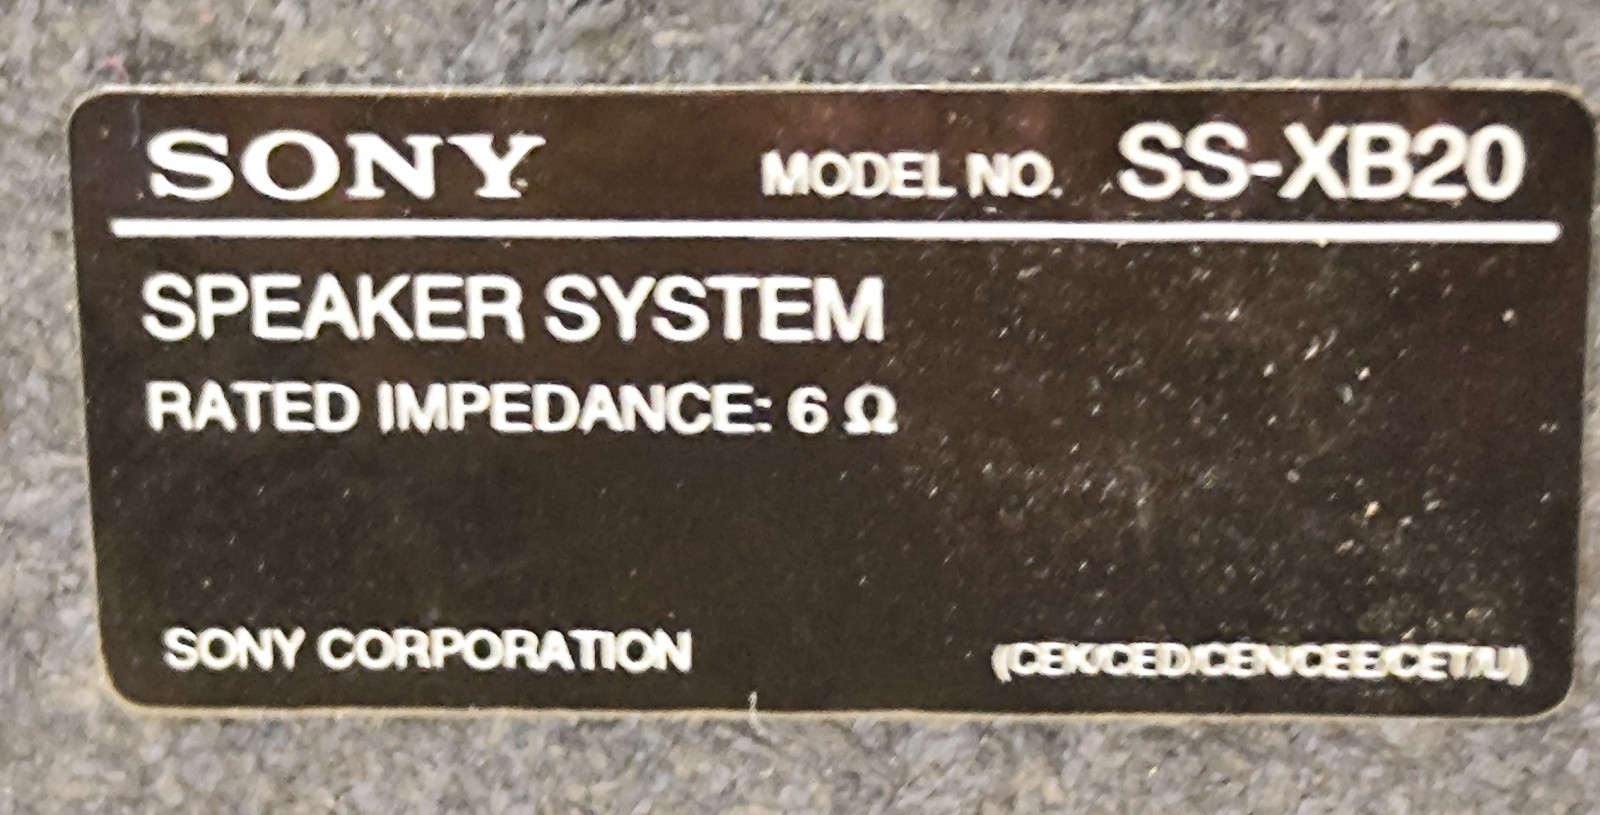 SONY MODEL NO. SS-XB20
SPEAKER SYSTEM
RATED IMPEDANCE: 6 Ω
SONY CORPORATION (CEK/CED/CEN/CEE/CET/U)